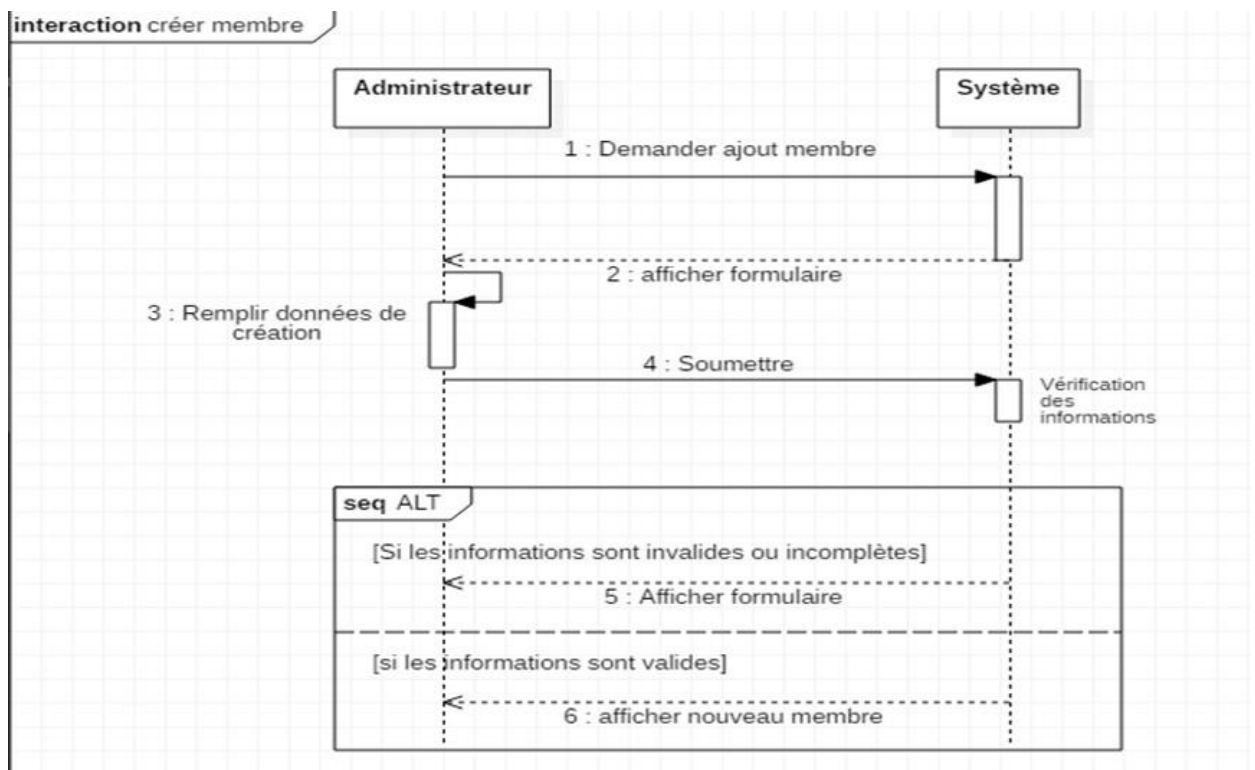 interaction créer membre
Administrateur
Système
1 : Demander ajout membre
2 : afficher formulaire
3 : Remplir données de
création
4 : Soumettre
Vérification
des
informations
seq ALT
[Si les informations sont invalides ou incomplètes]
5 : Afficher formulaire
[si les informations sont valides]
6 : afficher nouveau membre